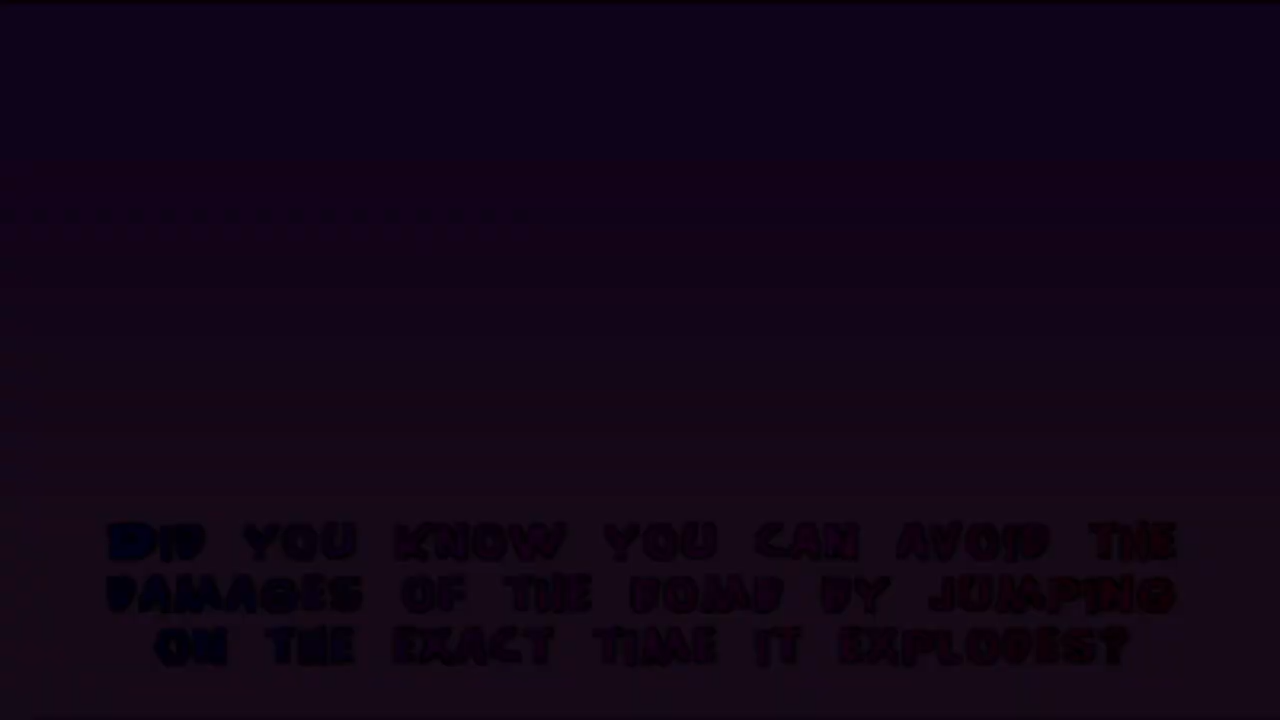 Did you know you can avoid the
damages of the bomb by jumping
on the exact time it explodes?